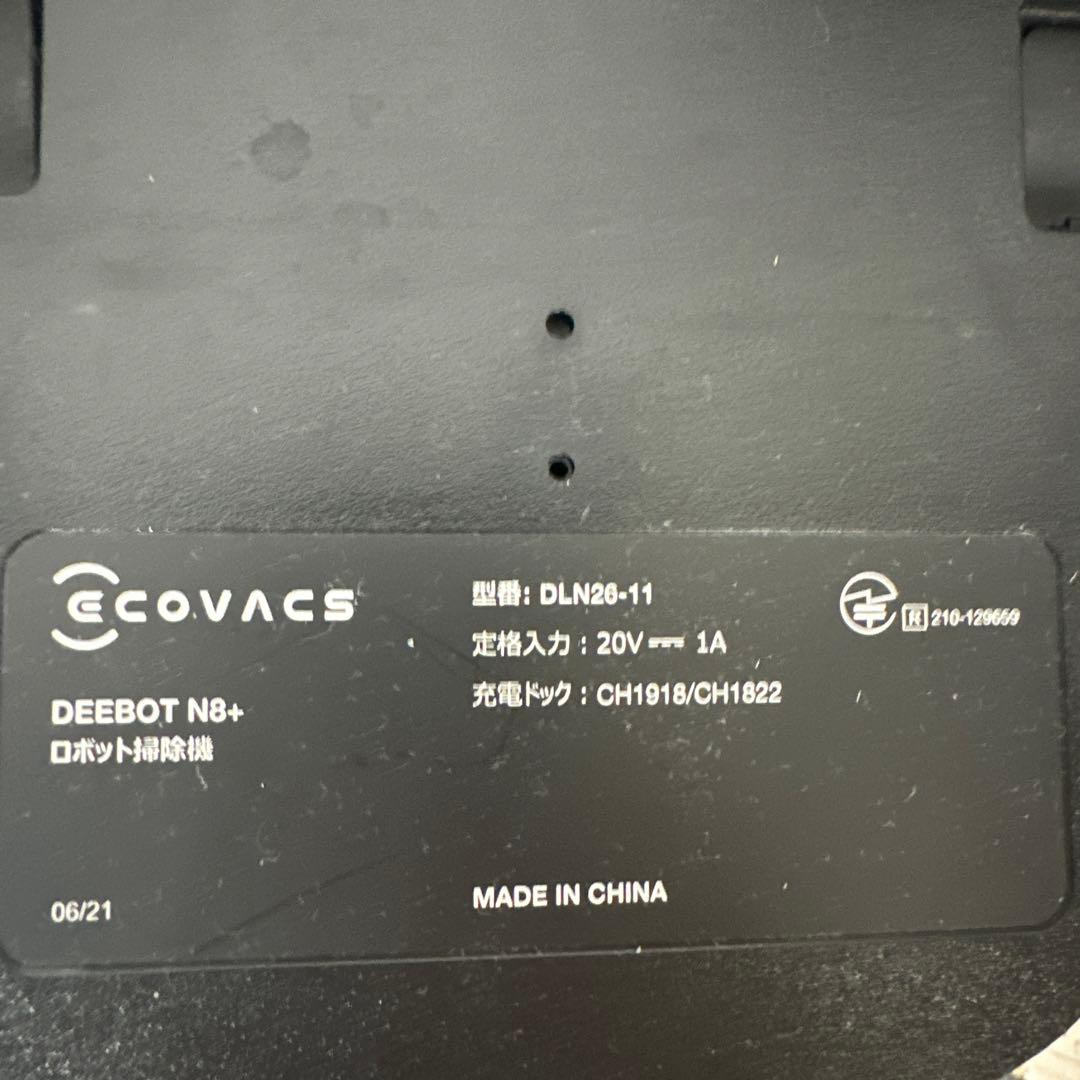 ECOVACS
DEEBOT N8+
ロボット掃除機
06/21
型番: DLN26-11
定格入力：20V⎓ 1A
充電ドック：CH1918/CH1822
MADE IN CHINA
R 210-129659